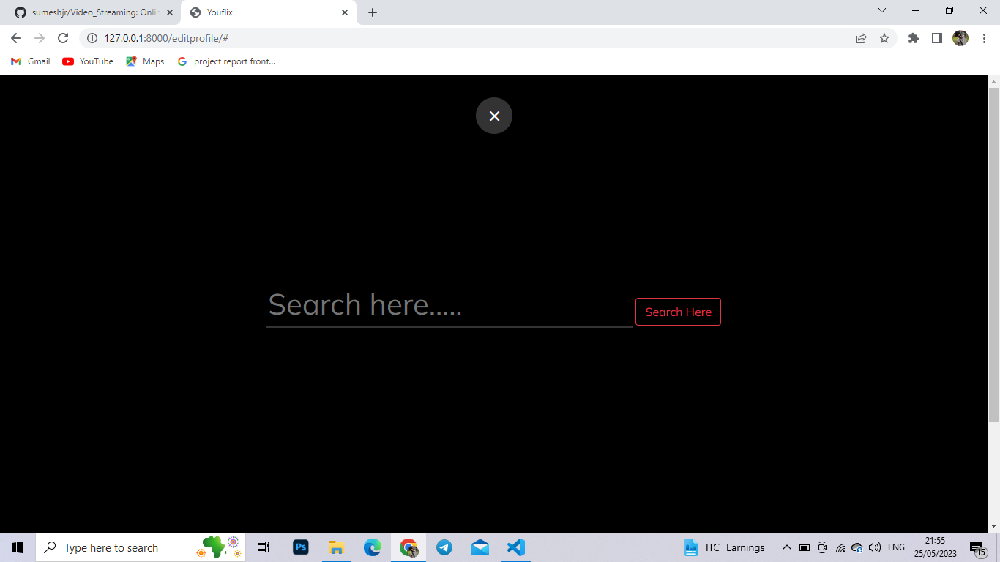 sumeshjr/Video_Streaming: Onlin
Youflix
127.0.0.1:8000/editprofile/#
Gmail
YouTube
Maps
project report front...
Search here.....
Search Here
Type here to search
Ps
ITC Earnings
ENG
21:55
25/05/2023
15